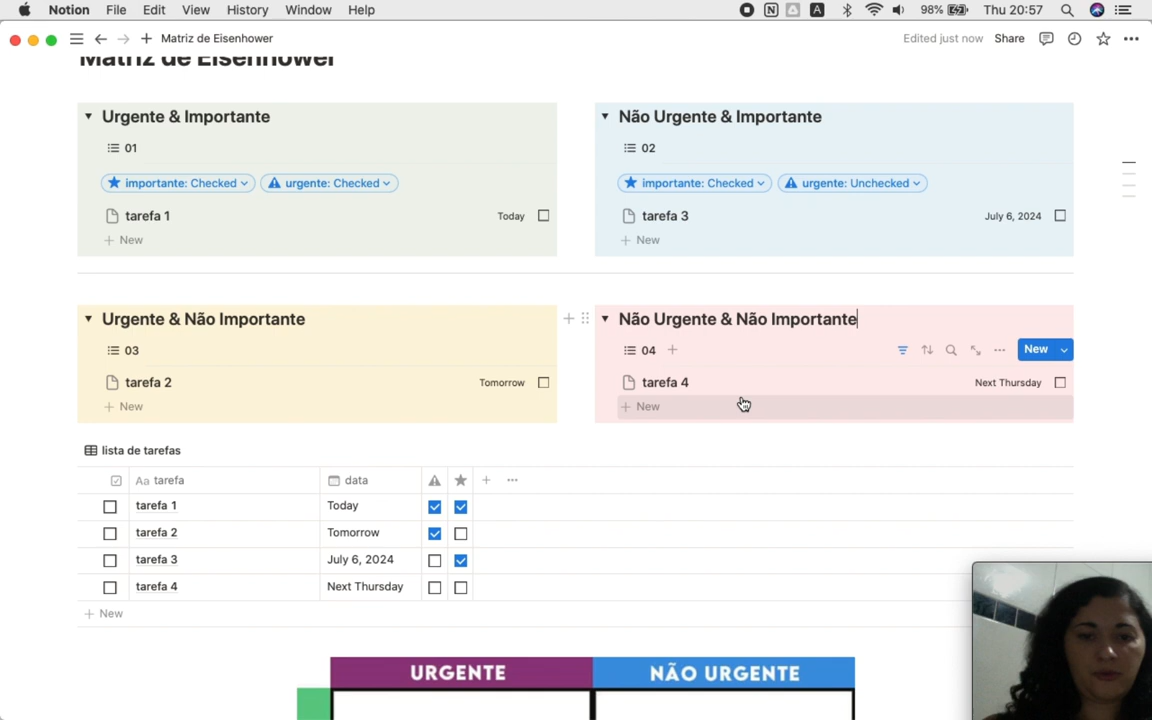 Notion File Edit View History Window Help 98% Thu 20:57
Matriz de Eisenhower Edited just now Share
Matriz de Eisenhower
Urgente & Importante
01
importante: Checked urgente: Checked
tarefa 1 Today
+ New
Não Urgente & Importante
02
importante: Checked urgente: Unchecked
tarefa 3 July 6, 2024
+ New
Urgente & Não Importante
03
tarefa 2 Tomorrow
+ New
Não Urgente & Não Importante
04 + New
tarefa 4 Next Thursday
+ New
lista de tarefas
Aa tarefa data + ...
tarefa 1 Today
tarefa 2 Tomorrow
tarefa 3 July 6, 2024
tarefa 4 Next Thursday
+ New
URGENTE NÃO URGENTE